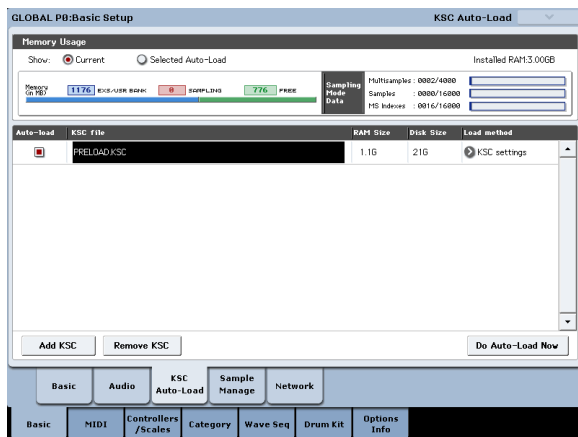 GLOBAL P0:Basic Setup KSC Auto-Load
Memory Usage
Show: Current Selected Auto-Load Installed RAM:3.00GB
Memory (in MB) 1176 EXS/USR BANK 0 SAMPLING 776 FREE
Sampling Mode Data
Multisamples : 0002/4000
Samples : 0000/16000
MS Indexes : 0016/16000
Auto-load KSC file RAM Size Disk Size Load method
PRELOAD.KSC 1.1G 21G KSC settings
Add KSC Remove KSC Do Auto-Load Now
Basic Audio KSC Auto-Load Sample Manage Network
Basic MIDI Controllers /Scales Category Wave Seq Drum Kit Options Info